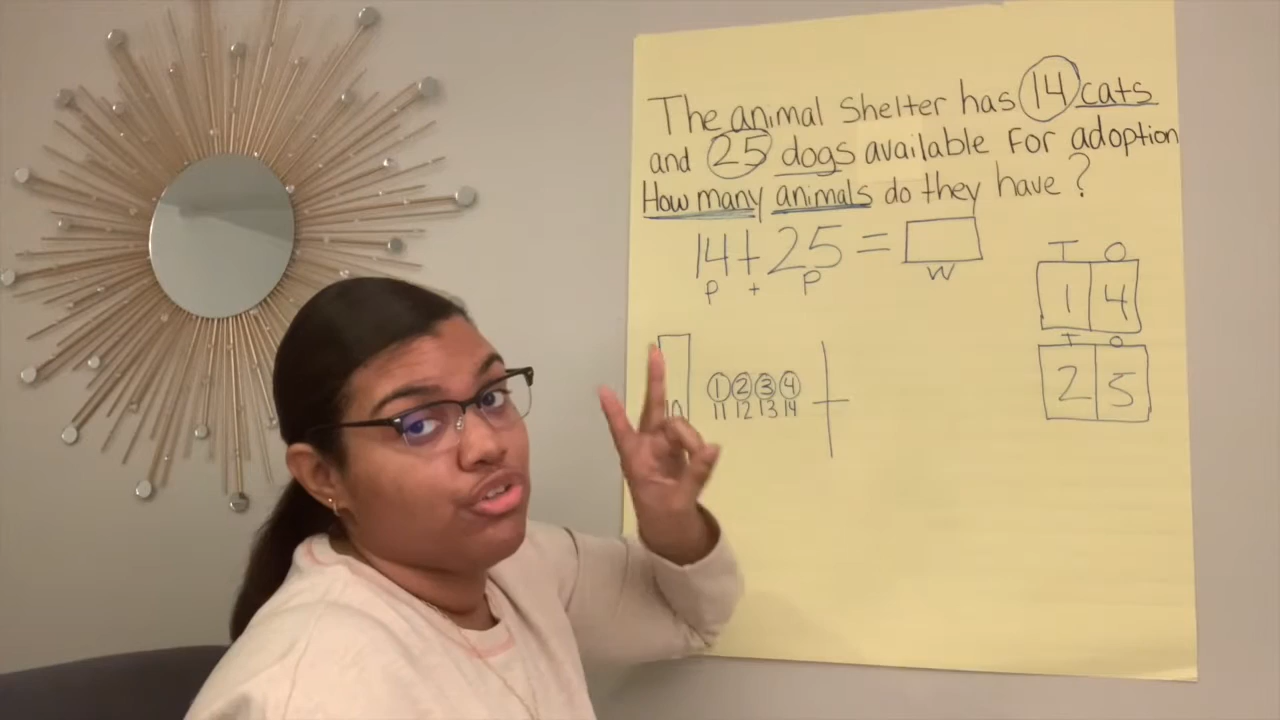 The animal Shelter has 14 cats
and 25 dogs available For adoption
How many animals do they have?
14 + 25 =
P + P W
T O
1 4
T O
2 5
1 2 3 4 +
10 11 12 13 14